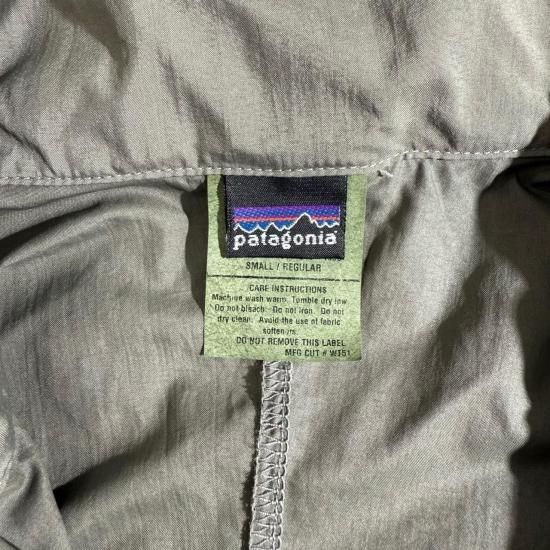 patagonia
SMALL / REGULAR
CARE INSTRUCTIONS
Machine wash warm. Tumble dry low
Do not bleach. Do not iron. Do not
dry clean. Avoid the use of fabric
softeners.
DO NOT REMOVE THIS LABEL
MFG CUT # WT51